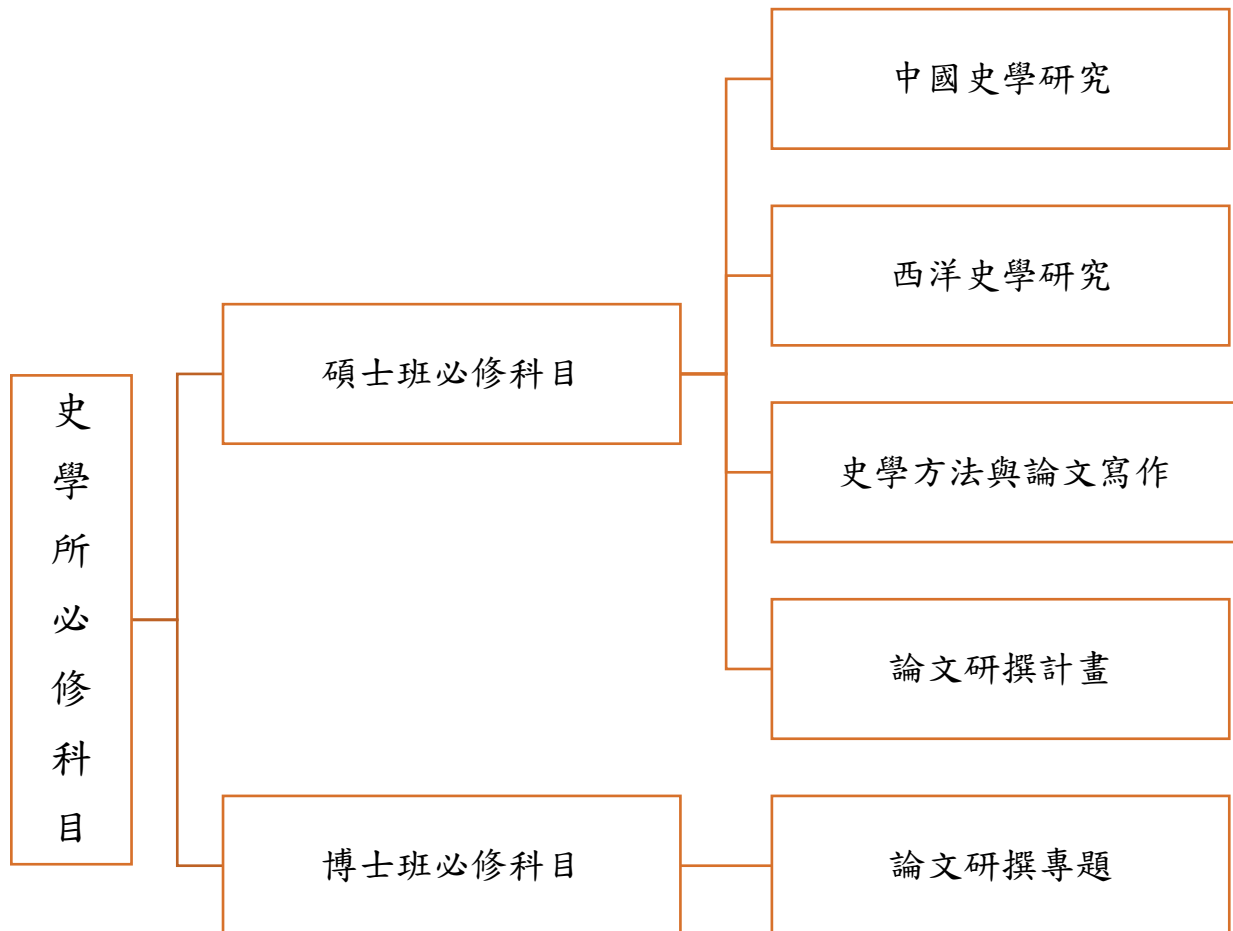 史學所必修科目
碩士班必修科目
中國史學研究
西洋史學研究
史學方法與論文寫作
論文研撰計畫
博士班必修科目
論文研撰專題